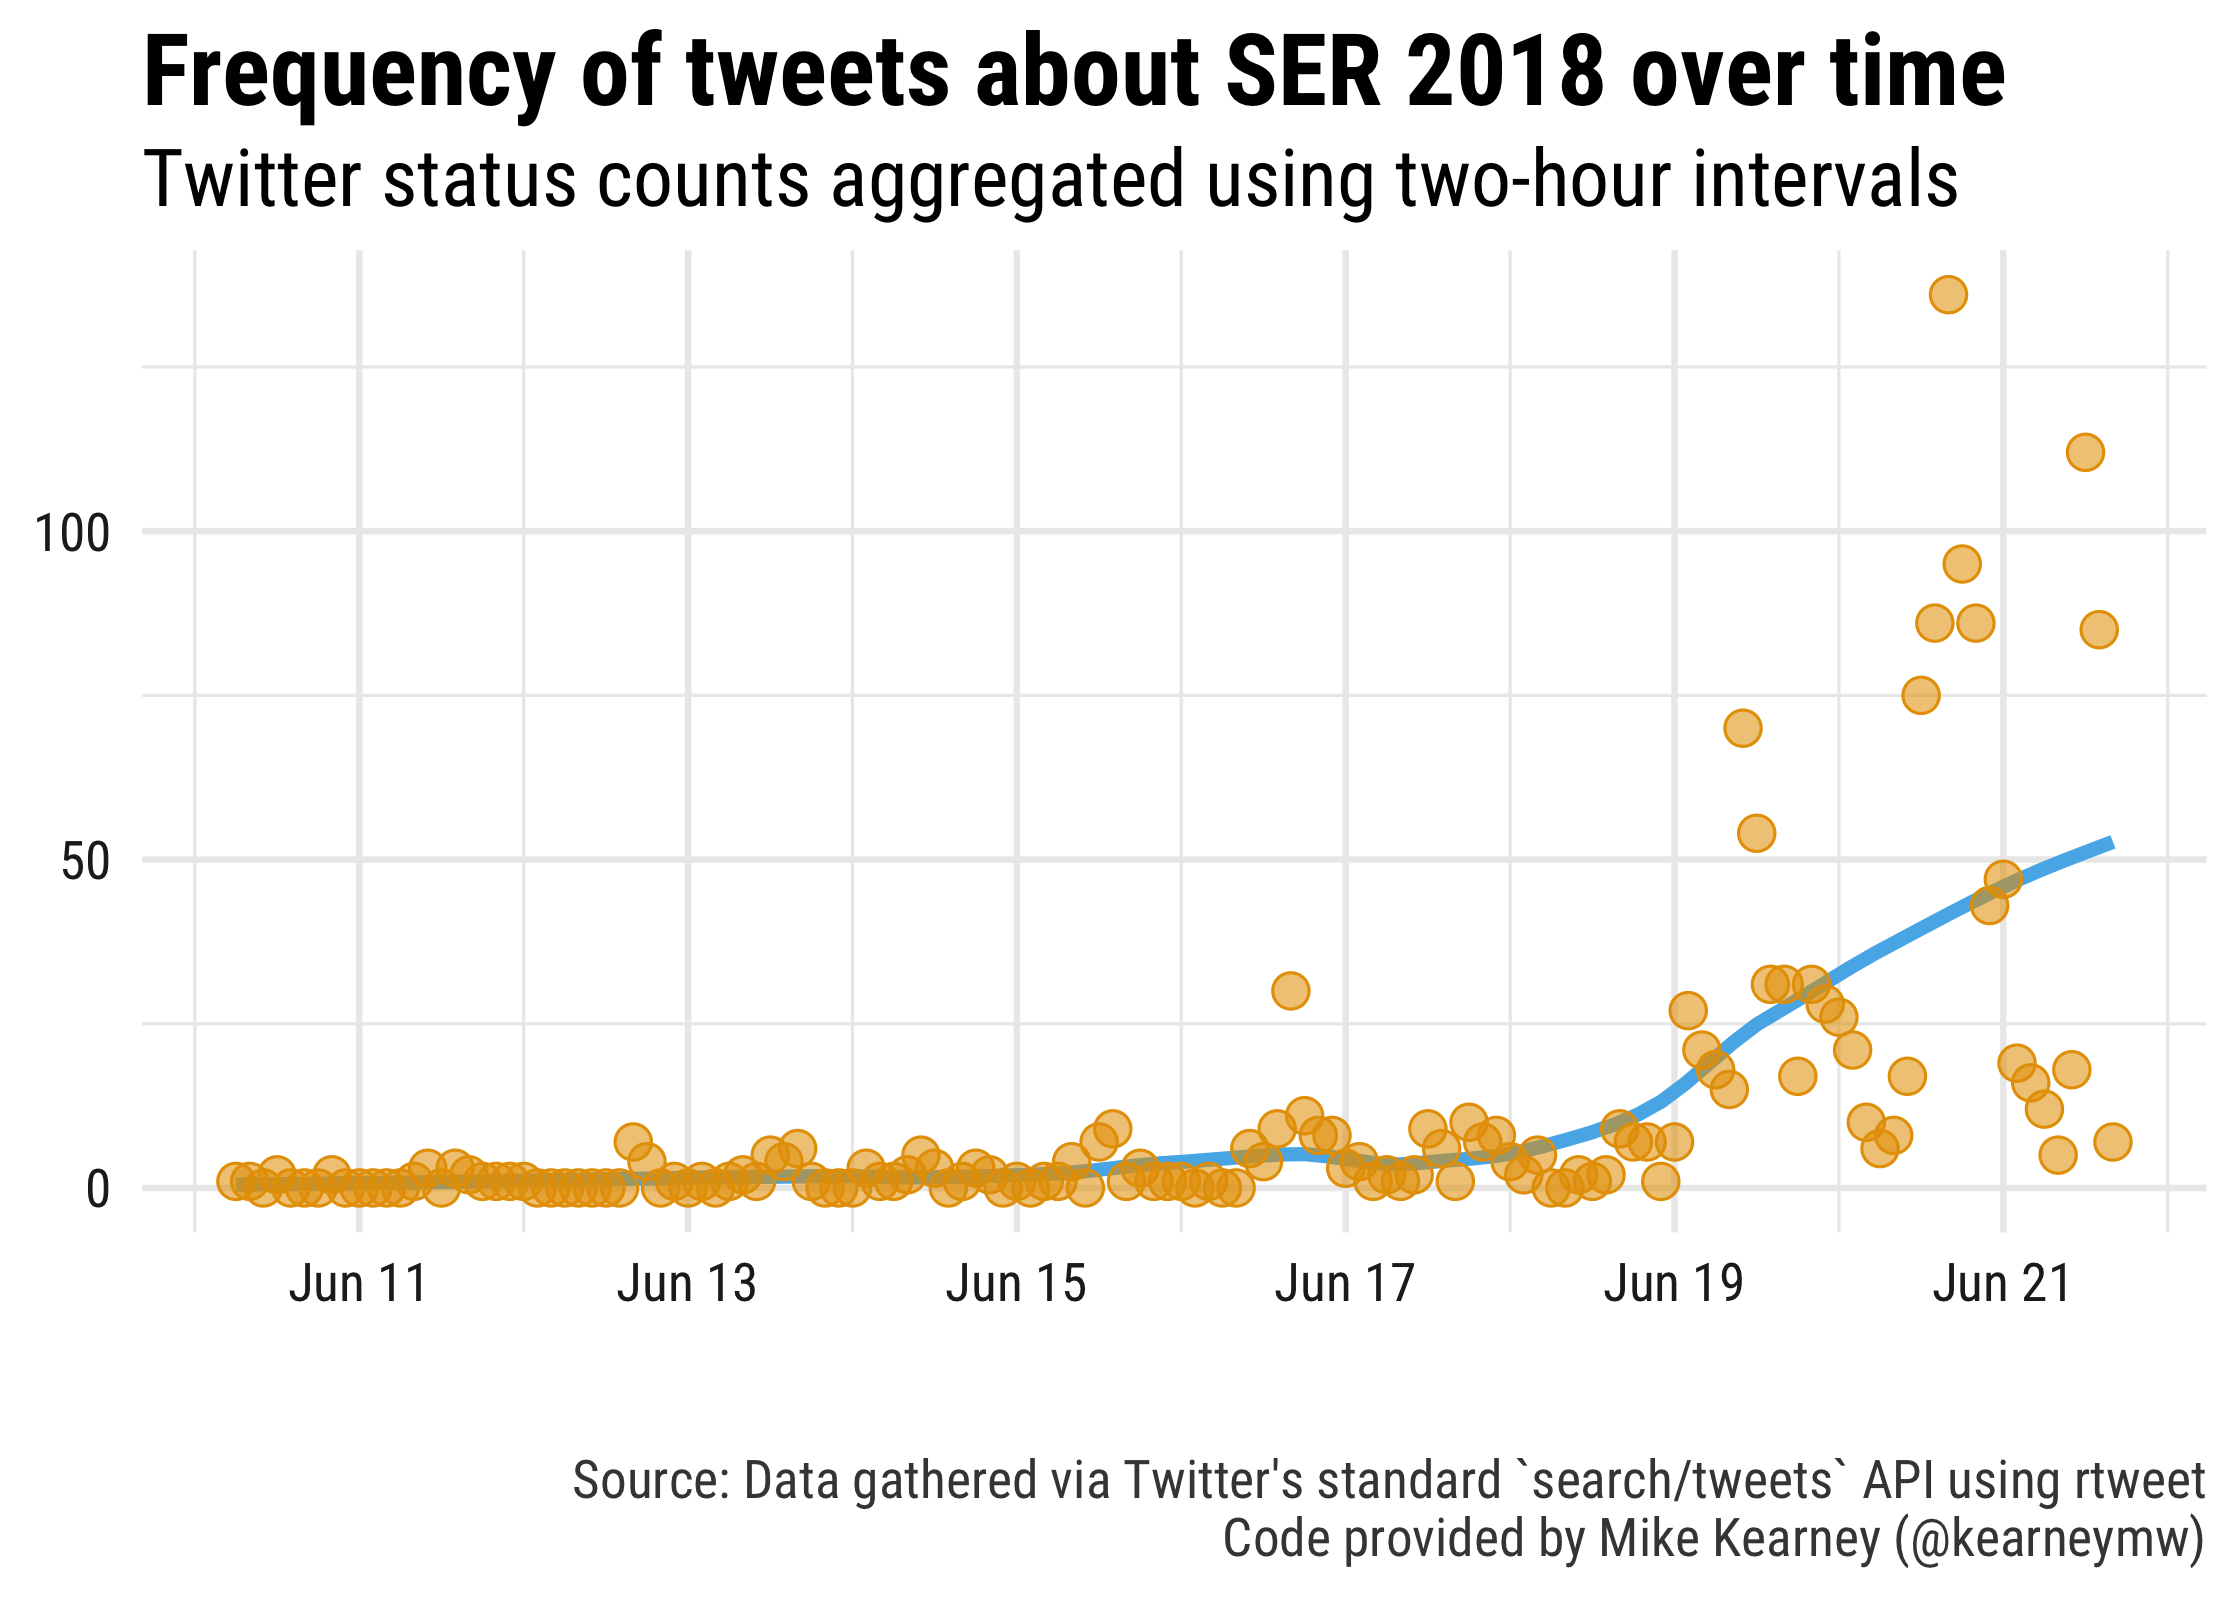 Frequency of tweets about SER 2018 over time
Twitter status counts aggregated using two-hour intervals
100
50
0
Jun 11 Jun 13 Jun 15 Jun 17 Jun 19 Jun 21
Source: Data gathered via Twitter's standard `search/tweets` API using rtweet
Code provided by Mike Kearney (@kearneymw)